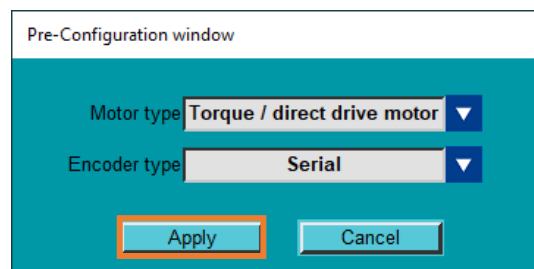 Pre-Configuration window
Motor type Torque / direct drive motor
Encoder type Serial
Apply Cancel